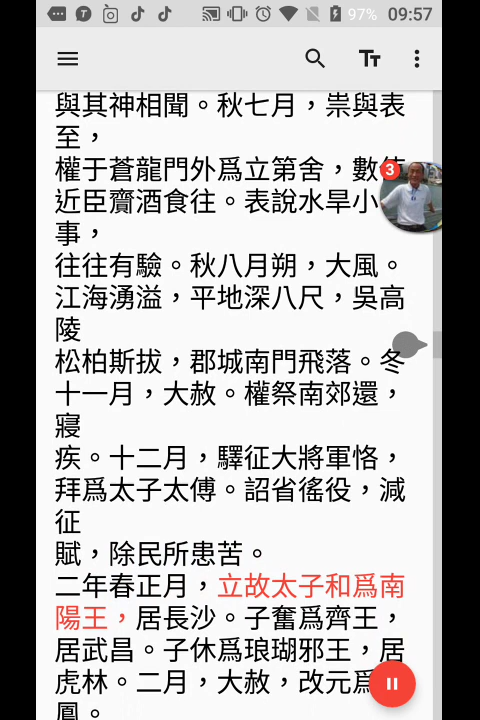 97% 09:57
與其神相聞。秋七月，祟與表
至，
權于蒼龍門外爲立第舍，數
3
近臣齎酒食往。表說水旱小
事，
往往有驗。秋八月朔，大風。
江海湧溢，平地深八尺，吳高
陵
松柏斯拔，郡城南門飛落。冬
十一月，大赦。權祭南郊還，
寢
疾。十二月，驛征大將軍恪，
拜爲太子太傅。詔省徭役，減
征
賦，除民所患苦。
二年春正月，立故太子和爲南
陽王，居長沙。子奮爲齊王，
居武昌。子休爲琅瑚邪王，居
虎林。二月，大赦，改元爲
鳳。